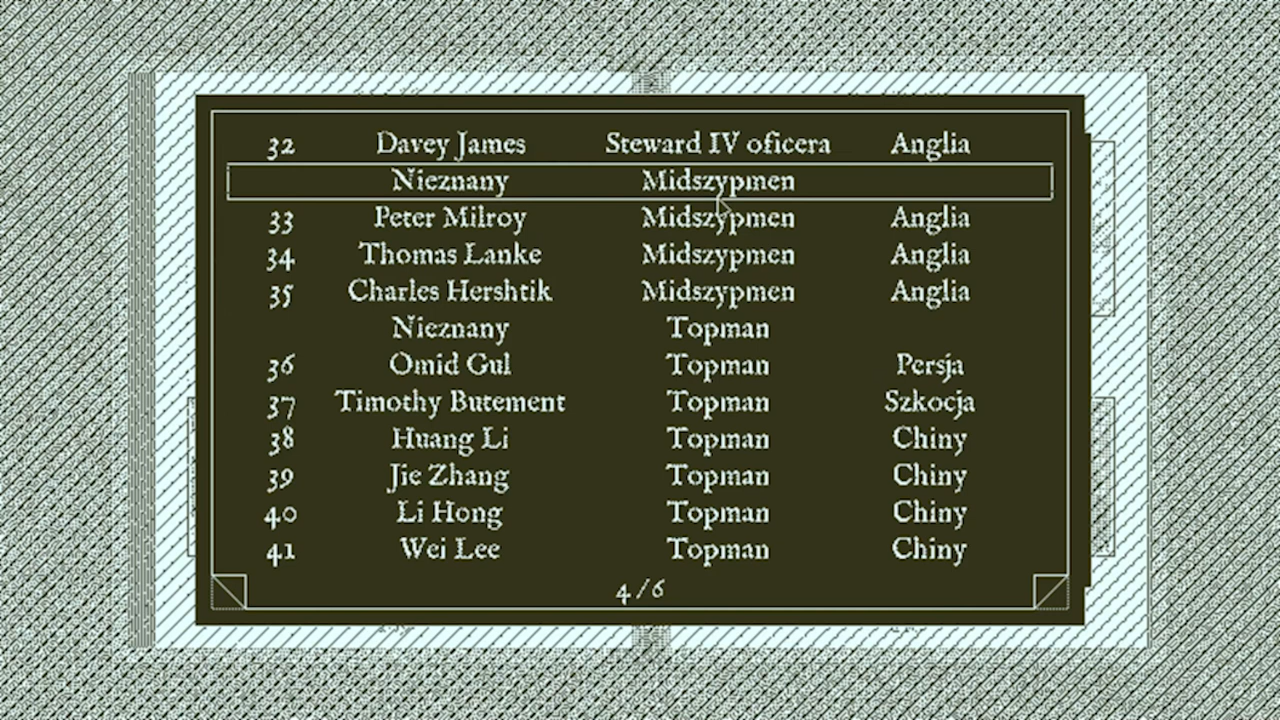 32 Davey James Steward IV oficera Anglia
Nieznany Midszypmen
33 Peter Milroy Midszypmen Anglia
34 Thomas Lanke Midszypmen Anglia
35 Charles Hershtik Midszypmen Anglia
Nieznany Topman
36 Omid Gul Topman Persja
37 Timothy Butement Topman Szkocja
38 Huang Li Topman Chiny
39 Jie Zhang Topman Chiny
40 Li Hong Topman Chiny
41 Wei Lee Topman Chiny
4/6